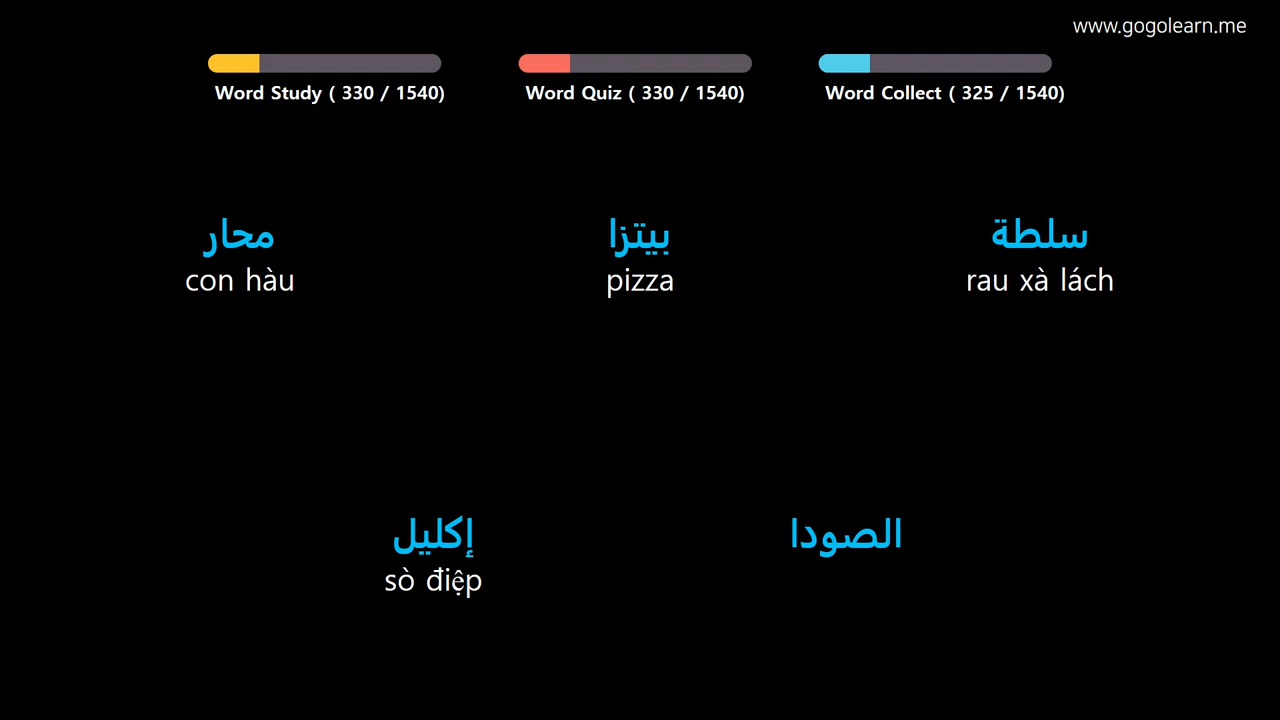 www.gogolearn.me
Word Study ( 330 / 1540)
Word Quiz ( 330 / 1540)
Word Collect ( 325 / 1540)
محار
con hàu
بيتزا
pizza
سلطة
rau xà lách
إكليل
sò điệp
الصودا